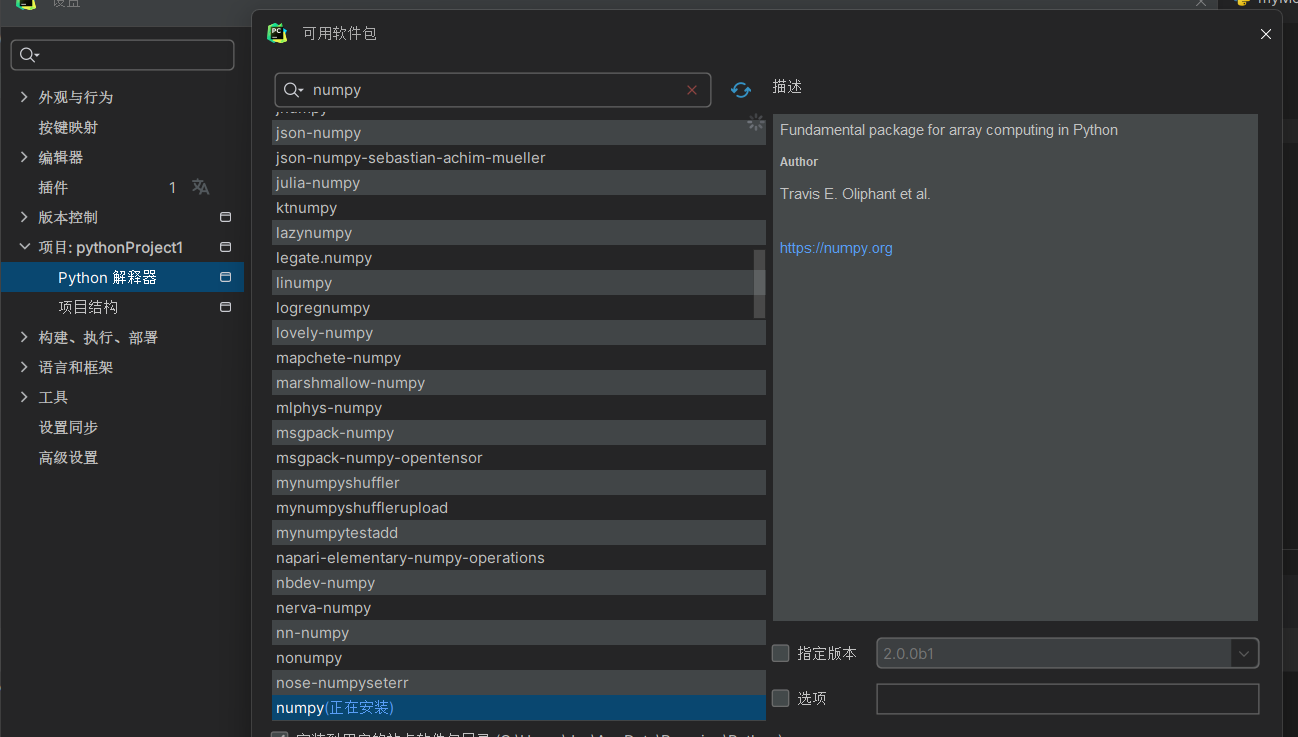 设置
外观与行为
按键映射
编辑器
插件 1
版本控制
项目: pythonProject1
Python 解释器
项目结构
构建、执行、部署
语言和框架
工具
设置同步
高级设置
可用软件包
numpy
json-numpy
json-numpy-sebastian-achim-mueller
julia-numpy
ktnumpy
lazynumpy
legate.numpy
linumpy
logregnumpy
lovely-numpy
mapchete-numpy
marshmallow-numpy
mlphys-numpy
msgpack-numpy
msgpack-numpy-opentensor
mynumpyshuffler
mynumpyshufflerupload
mynumpytestadd
napari-elementary-numpy-operations
nbdev-numpy
nerva-numpy
nn-numpy
nonumpy
nose-numpyseterr
numpy(正在安装)
描述
Fundamental package for array computing in Python
Author
Travis E. Oliphant et al.
https://numpy.org
指定版本 2.0.0b1
选项